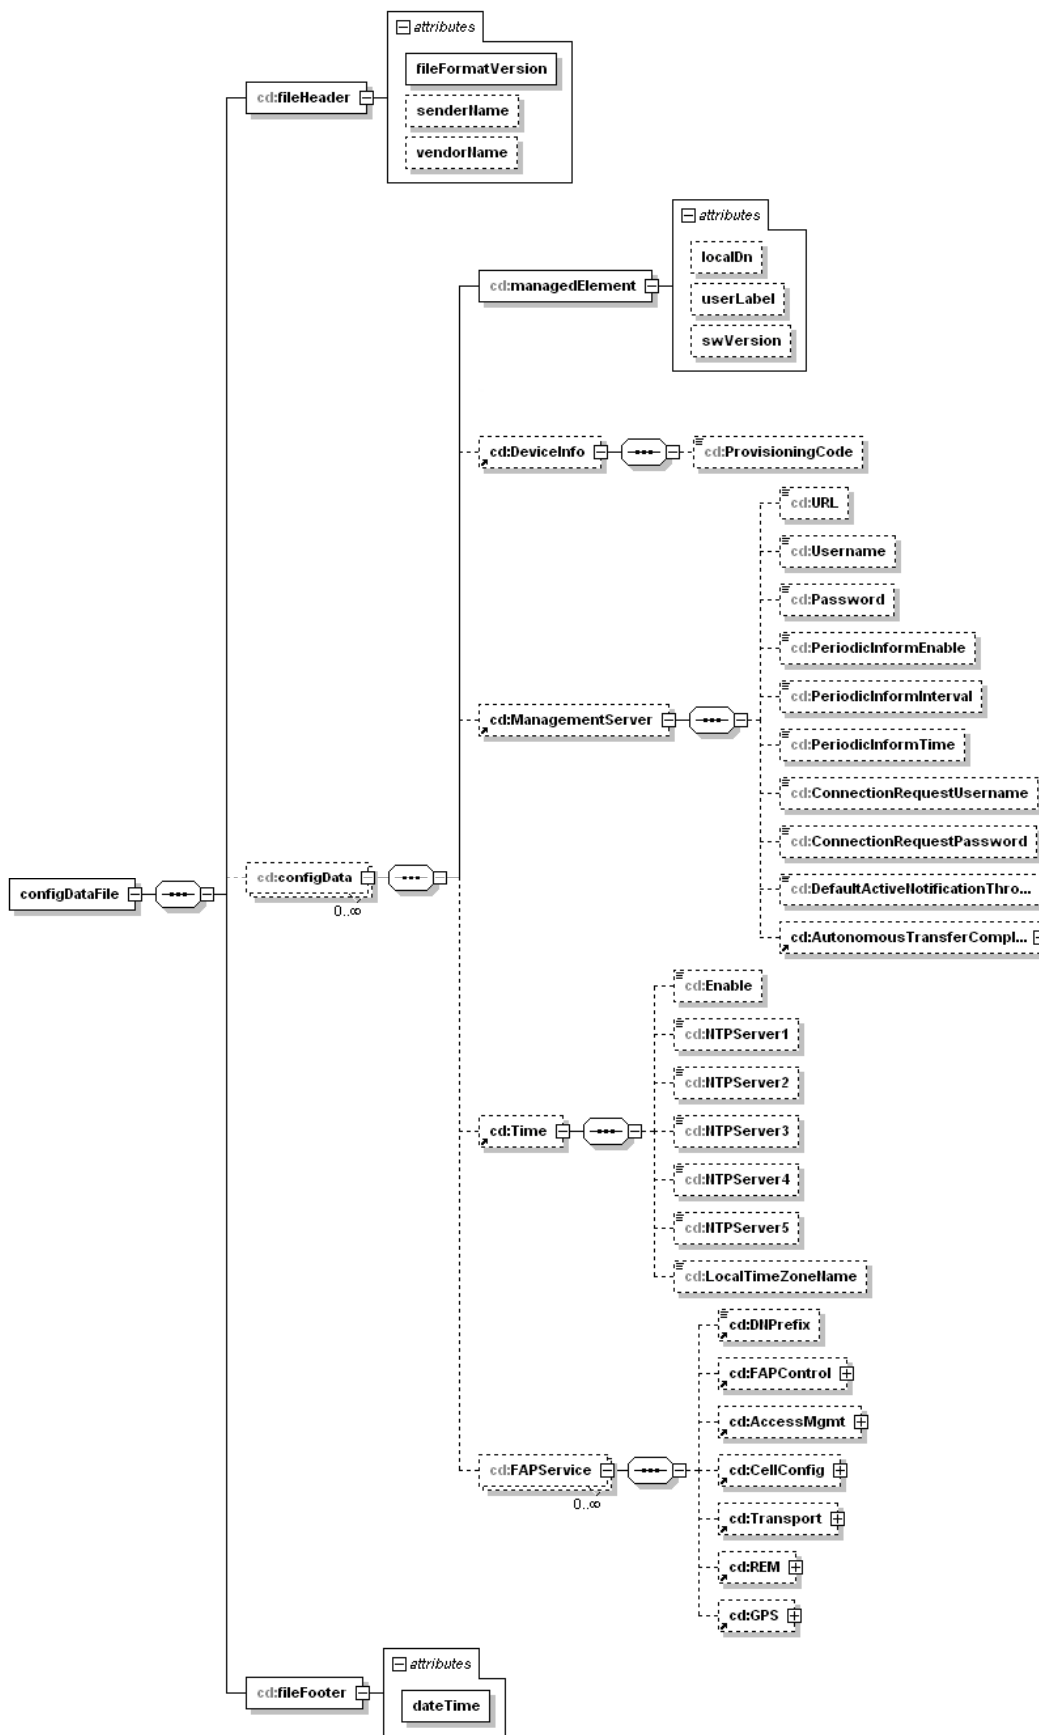 attributes
fileFormatVersion
cd:fileHeader
senderName
vendorName
attributes
localDn
cd:managedElement
userLabel
swVersion
cd:DeviceInfo
cd:ProvisioningCode
cd:URL
cd:Username
cd:Password
cd:PeriodicInformEnable
cd:PeriodicInformInterval
cd:ManagementServer
cd:PeriodicInformTime
cd:ConnectionRequestUsername
cd:ConnectionRequestPassword
configDataFile
cd:configData
0..∞
cd:DefaultActiveNotificationThro...
cd:AutonomousTransferCompl...
cd:Enable
cd:NTPServer1
cd:NTPServer2
cd:Time
cd:NTPServer3
cd:NTPServer4
cd:NTPServer5
cd:LocalTimeZoneName
cd:DNPrefix
cd:FAPControl
cd:AccessMgmt
cd:FAPService
0..∞
cd:CellConfig
cd:Transport
cd:REM
cd:GPS
attributes
cd:fileFooter
dateTime